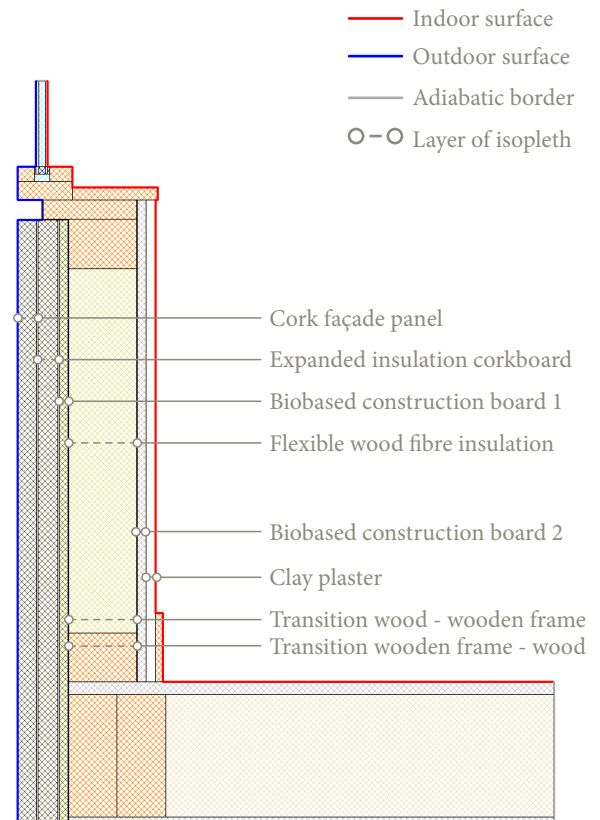 Indoor surface
Outdoor surface
Adiabatic border
Layer of isopleth
Cork façade panel
Expanded insulation corkboard
Biobased construction board 1
Flexible wood fibre insulation
Biobased construction board 2
Clay plaster
Transition wood - wooden frame
Transition wooden frame - wood